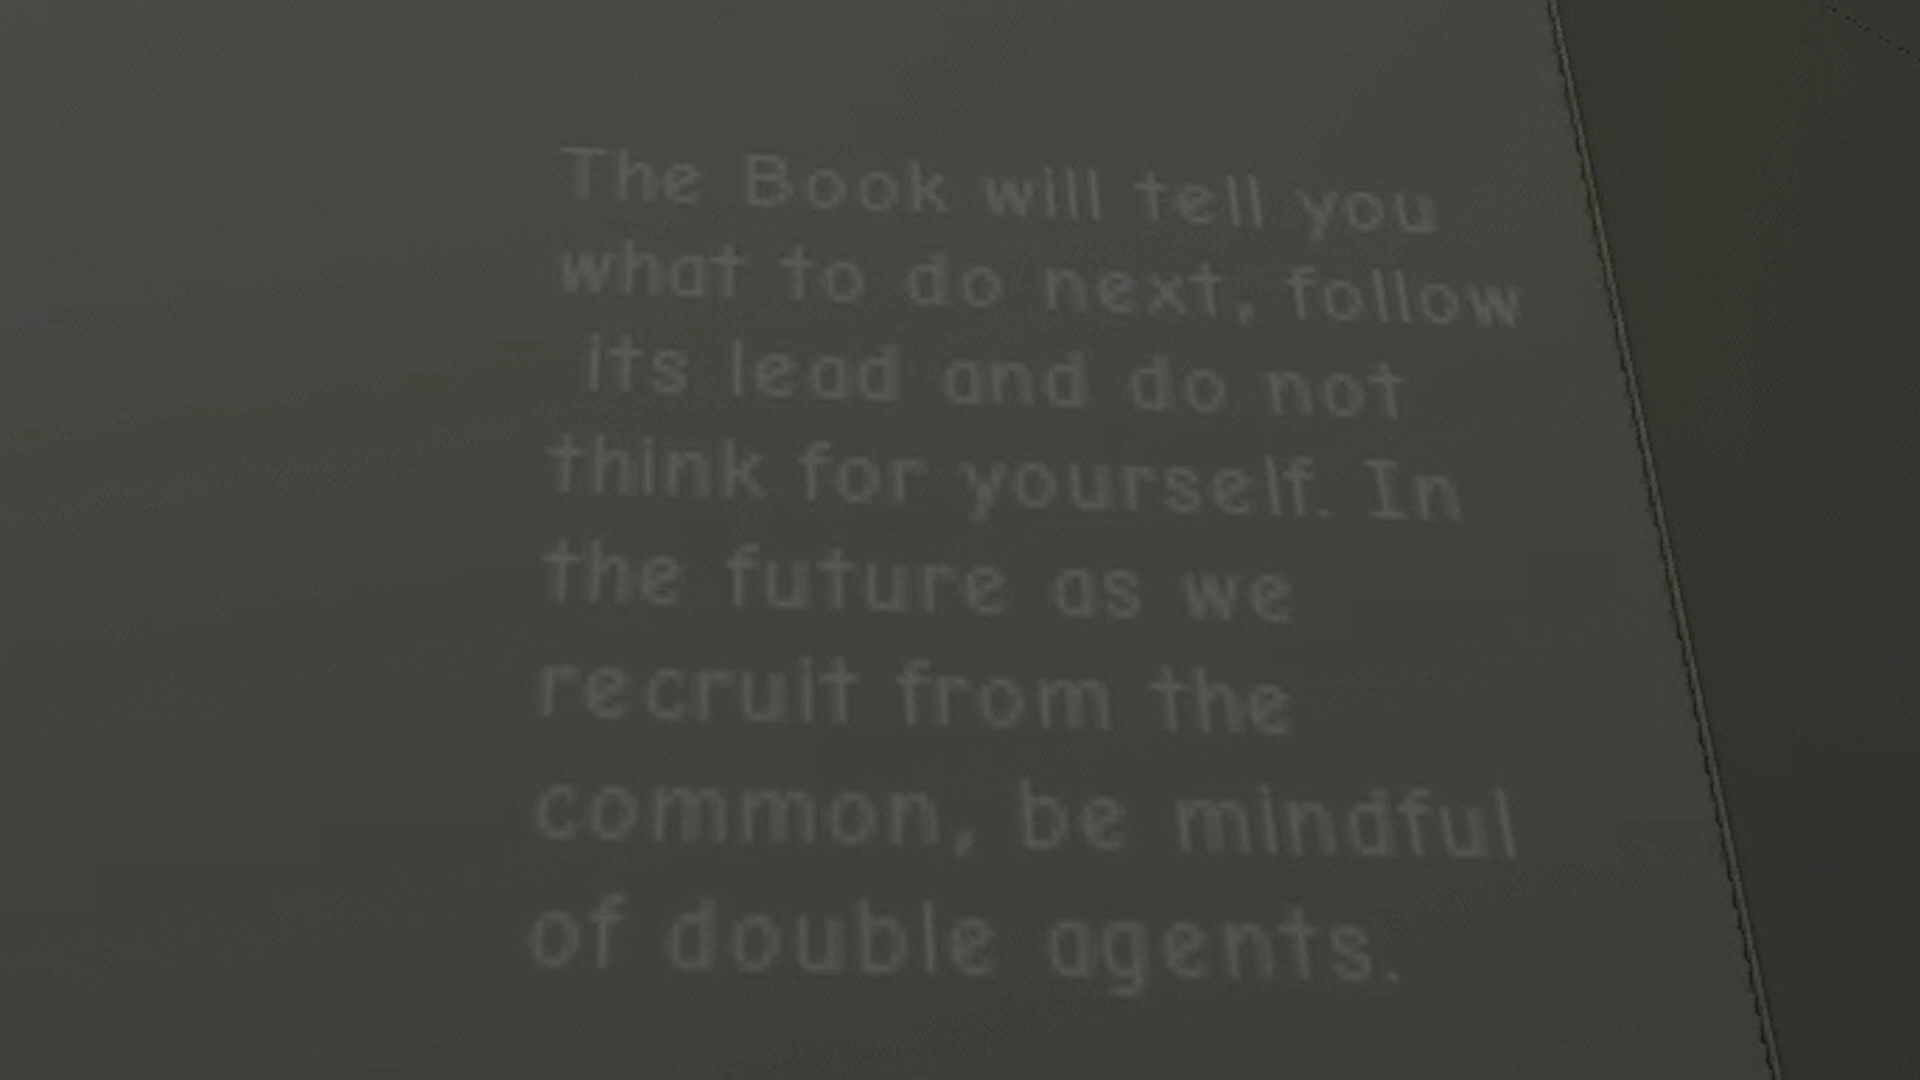 The Book will tell you
what to do next, follow
its lead and do not
think for yourself. In
the future as we
recruit from the
common, be mindful
of double agents.